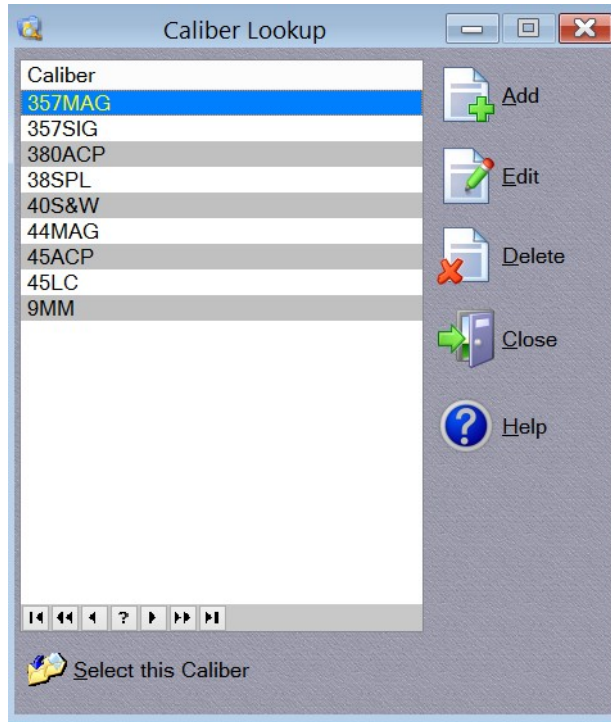 Caliber Lookup
Caliber
357MAG
357SIG
380ACP
38SPL
40S&W
44MAG
45ACP
45LC
9MM
Add
Edit
Delete
Close
?
Help
?
Select this Caliber